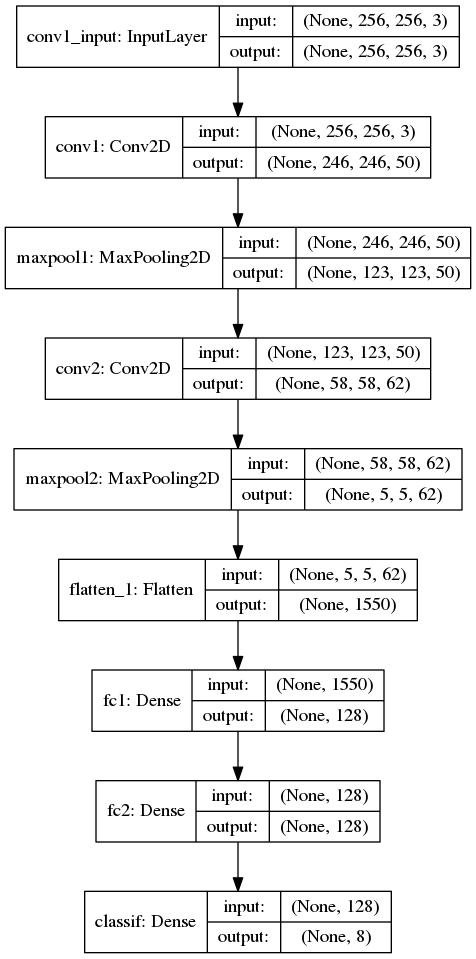 conv1_input: InputLayer
input: (None, 256, 256, 3)
output: (None, 256, 256, 3)
conv1: Conv2D
input: (None, 256, 256, 3)
output: (None, 246, 246, 50)
maxpool1: MaxPooling2D
input: (None, 246, 246, 50)
output: (None, 123, 123, 50)
conv2: Conv2D
input: (None, 123, 123, 50)
output: (None, 58, 58, 62)
maxpool2: MaxPooling2D
input: (None, 58, 58, 62)
output: (None, 5, 5, 62)
flatten_1: Flatten
input: (None, 5, 5, 62)
output: (None, 1550)
fc1: Dense
input: (None, 1550)
output: (None, 128)
fc2: Dense
input: (None, 128)
output: (None, 128)
classif: Dense
input: (None, 128)
output: (None, 8)